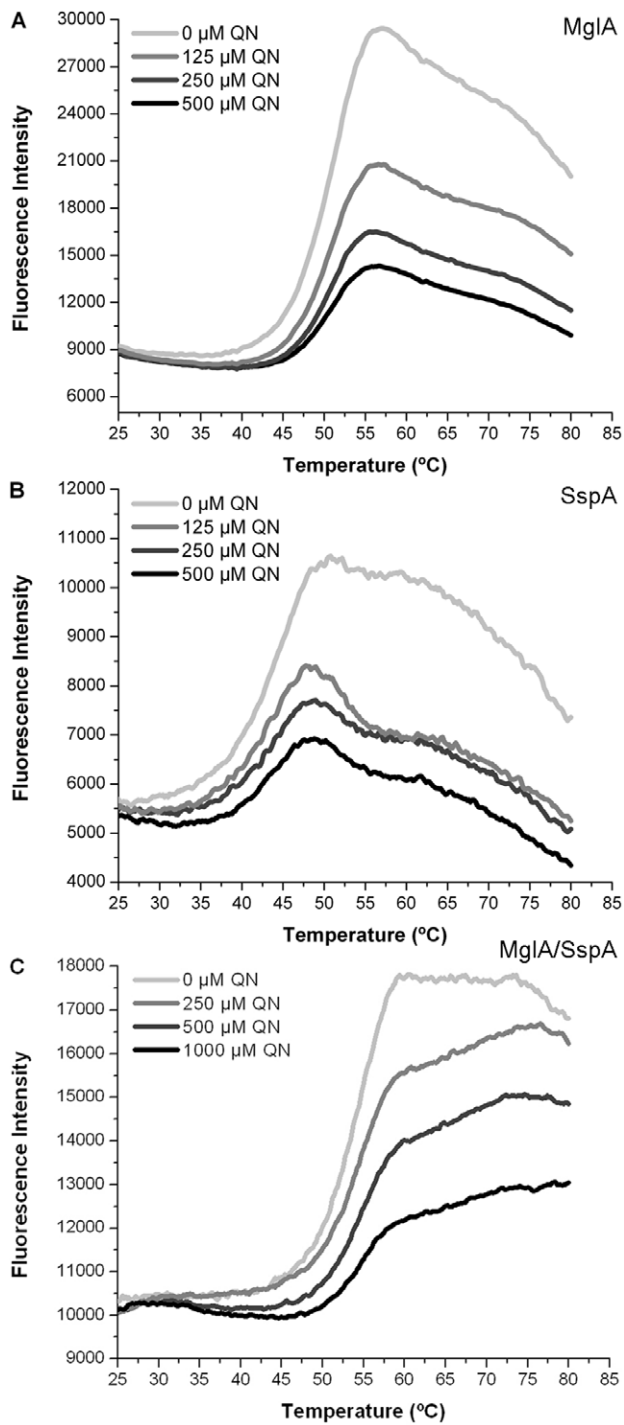 A
MglA
30000
27000
24000
21000
18000
15000
12000
9000
6000
0 µM QN
125 µM QN
250 µM QN
500 µM QN
Fluorescence Intensity
25 30 35 40 45 50 55 60 65 70 75 80 85
Temperature (ºC)
B
SspA
12000
11000
10000
9000
8000
7000
6000
5000
4000
0 µM QN
125 µM QN
250 µM QN
500 µM QN
Fluorescence Intensity
25 30 35 40 45 50 55 60 65 70 75 80 85
Temperature (ºC)
C
MglA/SspA
18000
17000
16000
15000
14000
13000
12000
11000
10000
9000
0 µM QN
250 µM QN
500 µM QN
1000 µM QN
Fluorescence Intensity
25 30 35 40 45 50 55 60 65 70 75 80 85
Temperature (ºC)